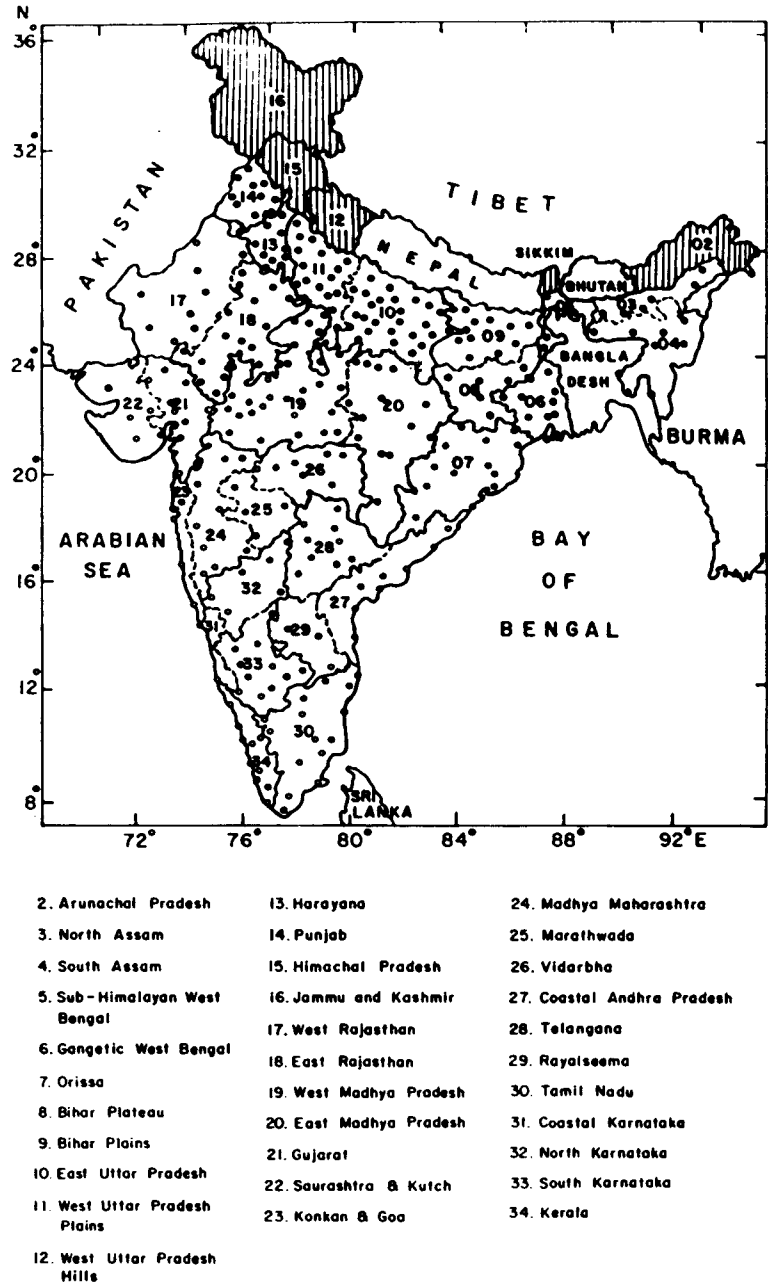 N
36°
32°
28°
24°
20°
16°
12°
8°
72°
76°
80°
84°
88°
92°E
PAKISTAN
TIBET
NEPAL
SIKKIM
BHUTAN
BANGLA
DESH
BURMA
ARABIAN
SEA
BAY
OF
BENGAL
SRI
LANKA
16
15
14
12
13
11
17
18
10
09
02
03
04
22
21
19
20
06
07
23
26
25
24
28
32
27
31
29
33
30
34
2. Arunachal Pradesh
3. North Assam
4. South Assam
5. Sub-Himalayan West
Bengal
6. Gangetic West Bengal
7. Orissa
8. Bihar Plateau
9. Bihar Plains
10. East Uttar Pradesh
11. West Uttar Pradesh
Plains
12. West Uttar Pradesh
Hills
13. Harayana
14. Punjab
15. Himachal Pradesh
16. Jammu and Kashmir
17. West Rajasthan
18. East Rajasthan
19. West Madhya Pradesh
20. East Madhya Pradesh
21. Gujarat
22. Saurashtra & Kutch
23. Konkan & Goa
24. Madhya Maharashtra
25. Marathwada
26. Vidarbha
27. Coastal Andhra Pradesh
28. Telangana
29. Rayalseema
30. Tamil Nadu
31. Coastal Karnataka
32. North Karnataka
33. South Karnataka
34. Kerala